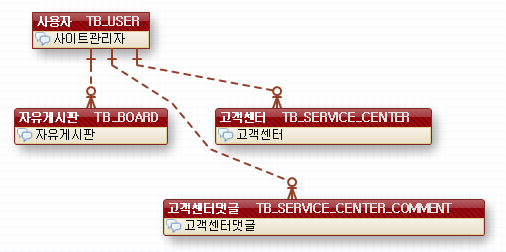 사용자 TB_USER
사이트관리자
자유게시판 TB_BOARD
자유게시판
고객센터 TB_SERVICE_CENTER
고객센터
고객센터댓글 TB_SERVICE_CENTER_COMMENT
고객센터댓글